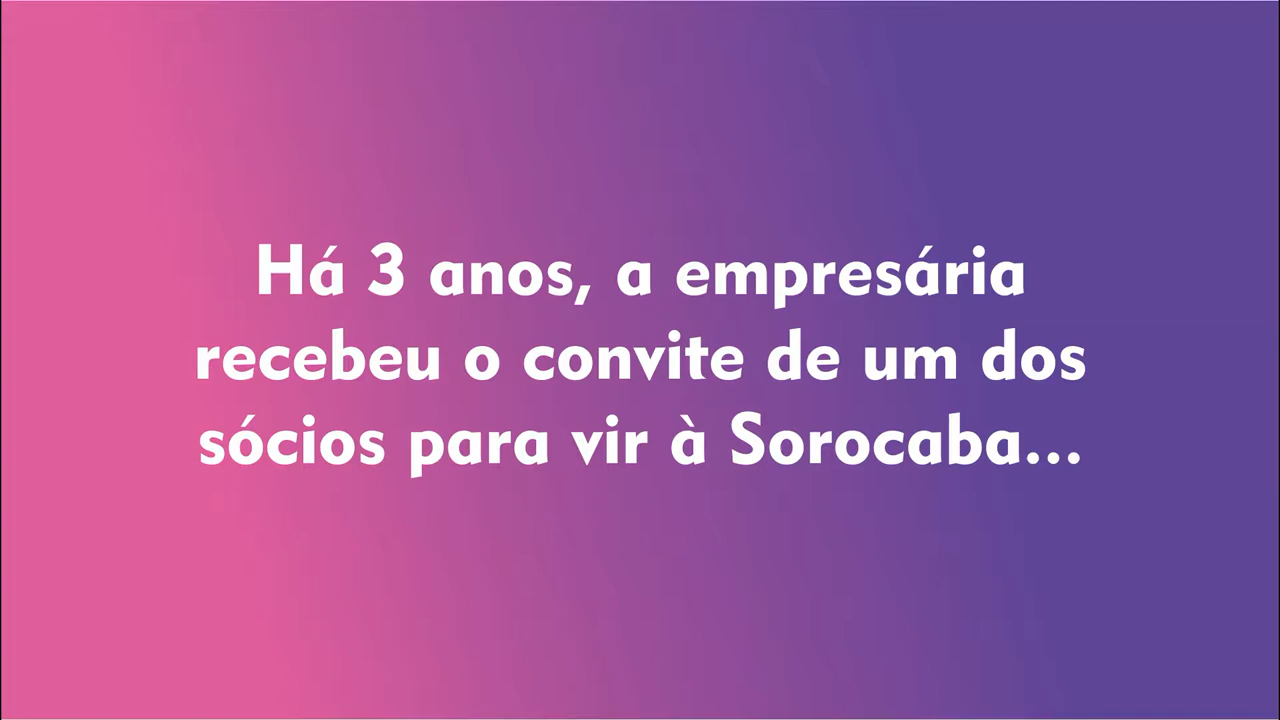 Há 3 anos, a empresária
recebeu o convite de um dos
sócios para vir à Sorocaba...